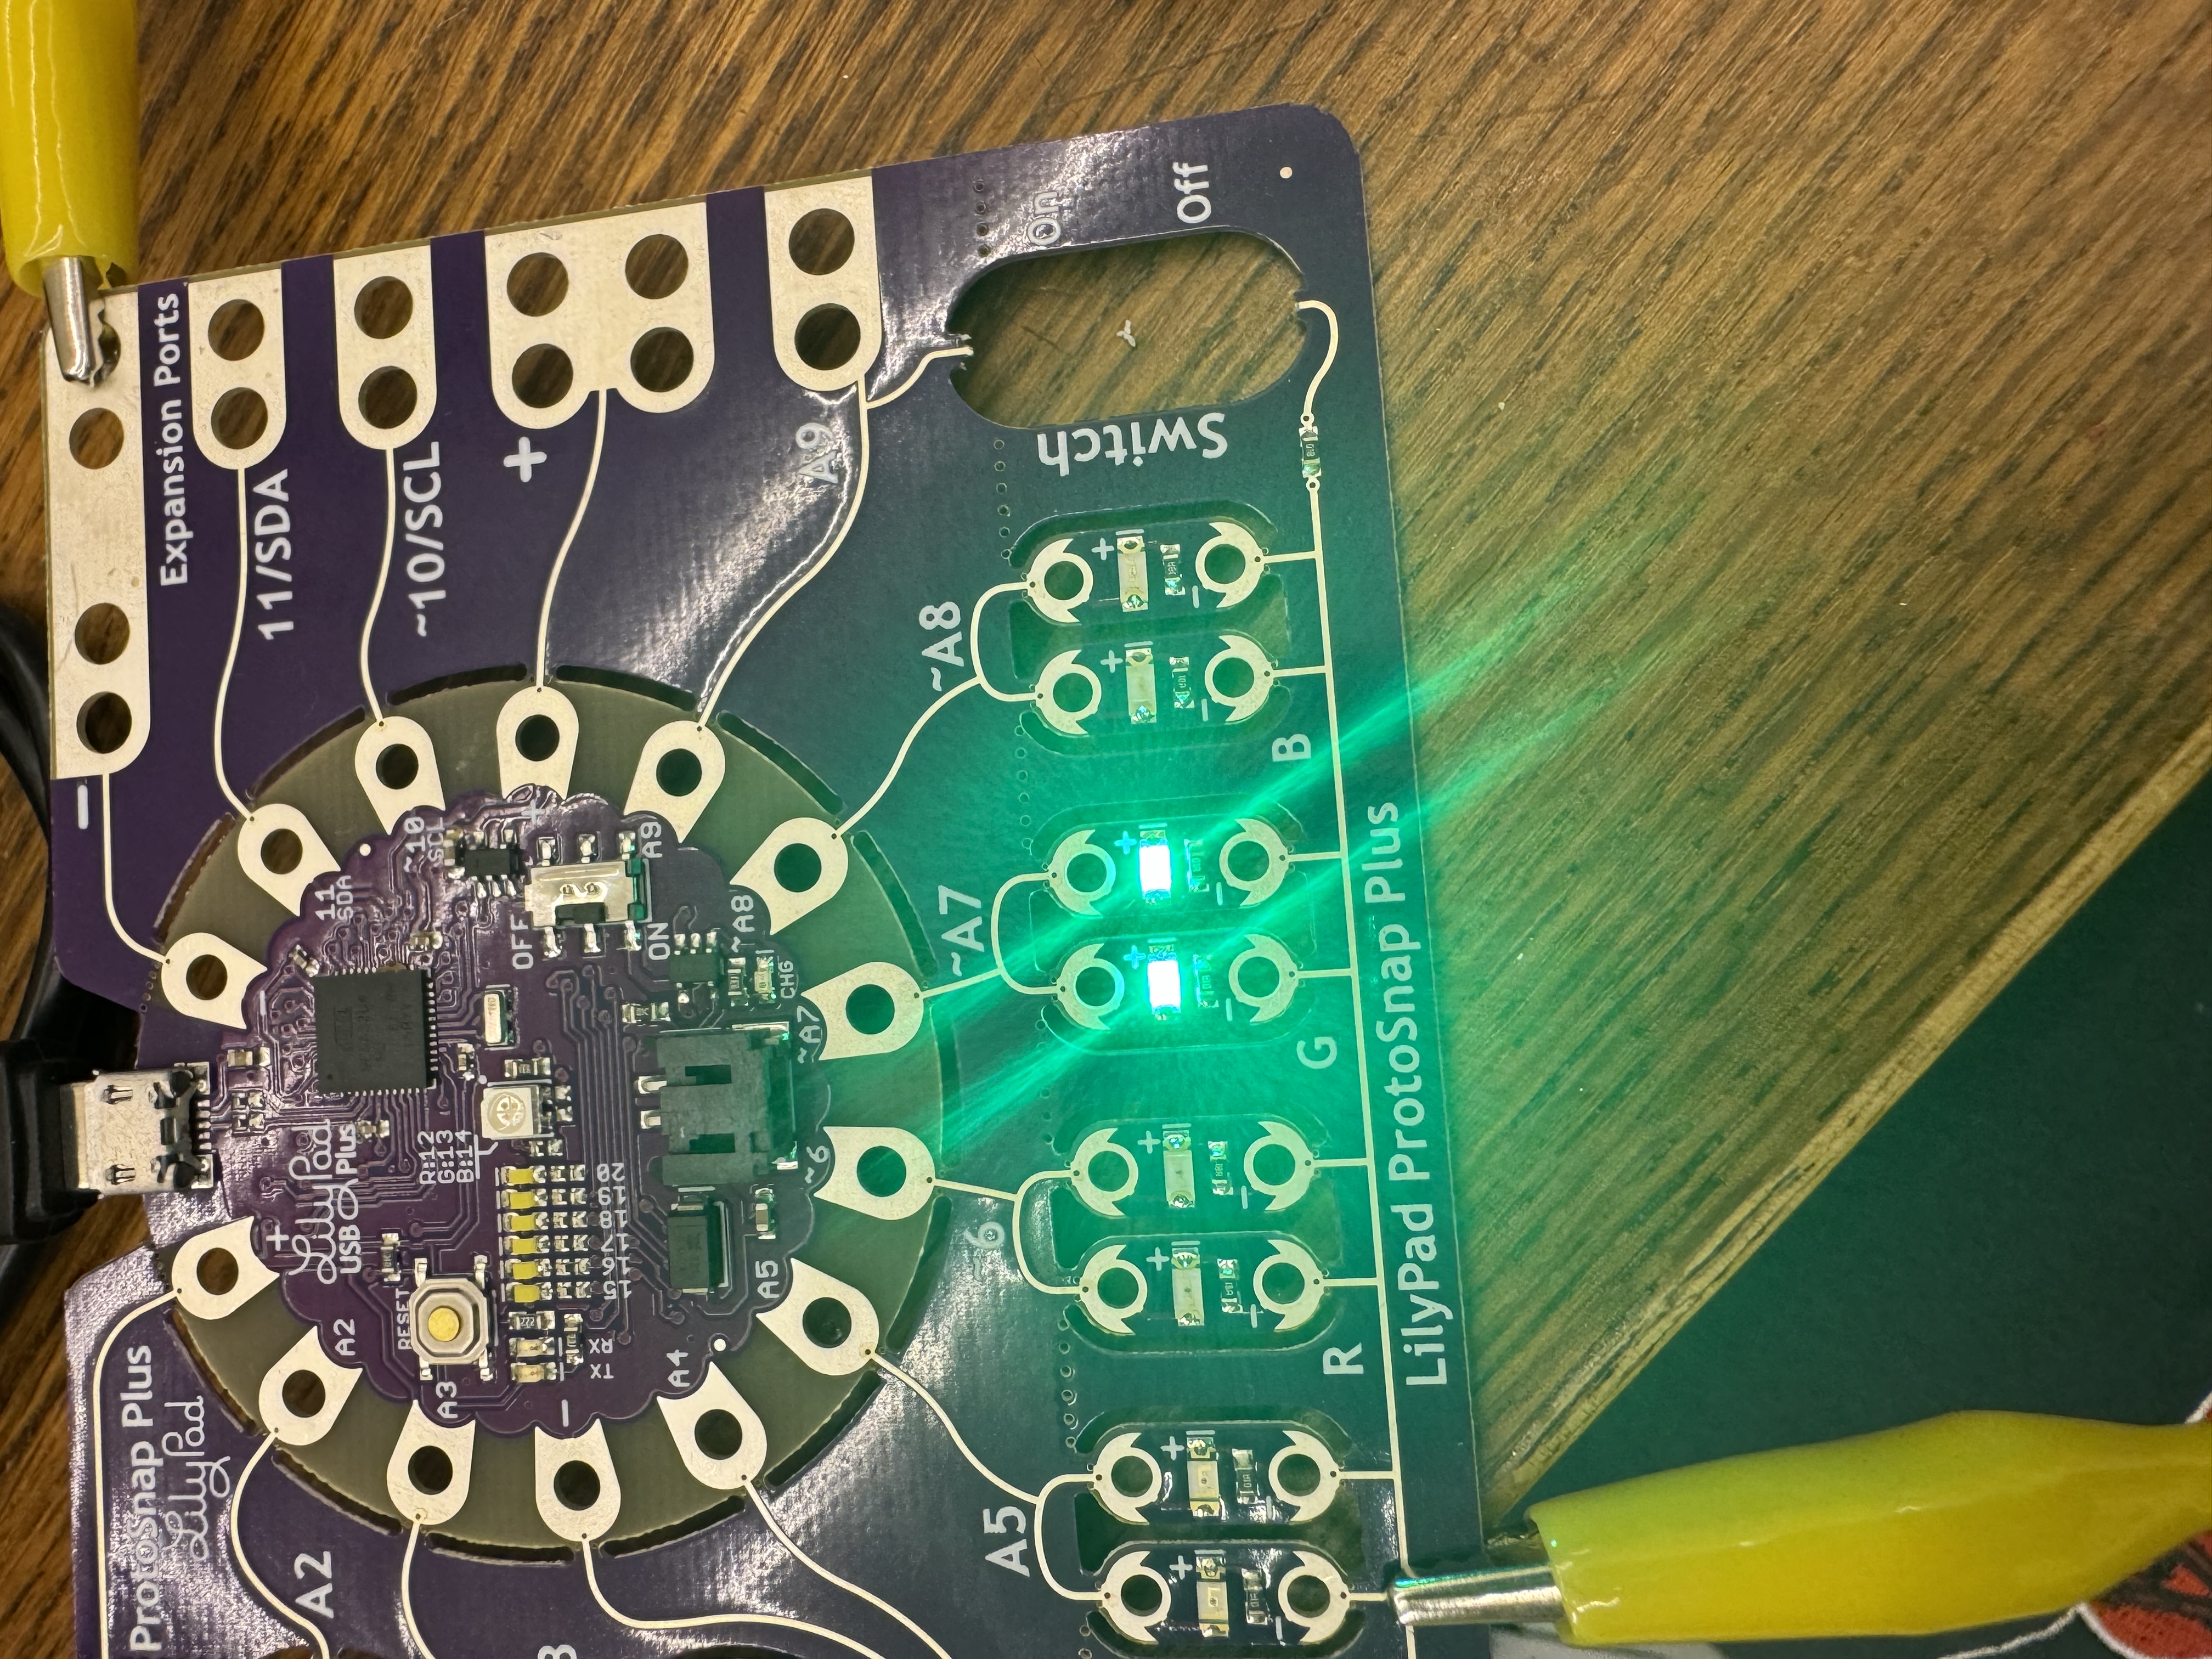 ProtoSnap Plus
LilyPad
A2
Expansion Ports
11/SDA
~10/SCL
+
A9
LilyPad
USB Plus
A2
11
SDA
RESET
A3
R:12
G:13
B:14
~10
SCL
OFF
ON
TX
RX
15
16
17
18
19
20
A4
A9
A5
~6
~A7
~A8
CHG
A5
~6
~A7
~A8
Switch
On
Off
R
G
B
LilyPad ProtoSnap Plus